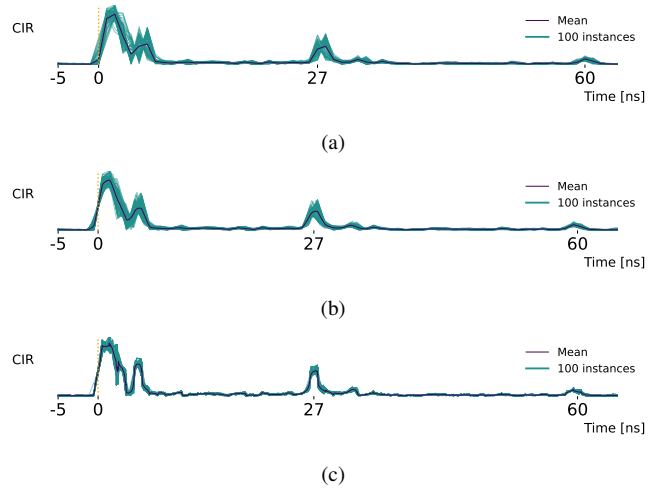 CIR
Mean
100 instances
-5 0 27 60
Time [ns]
(a)
CIR
Mean
100 instances
-5 0 27 60
Time [ns]
(b)
CIR
Mean
100 instances
-5 0 27 60
Time [ns]
(c)